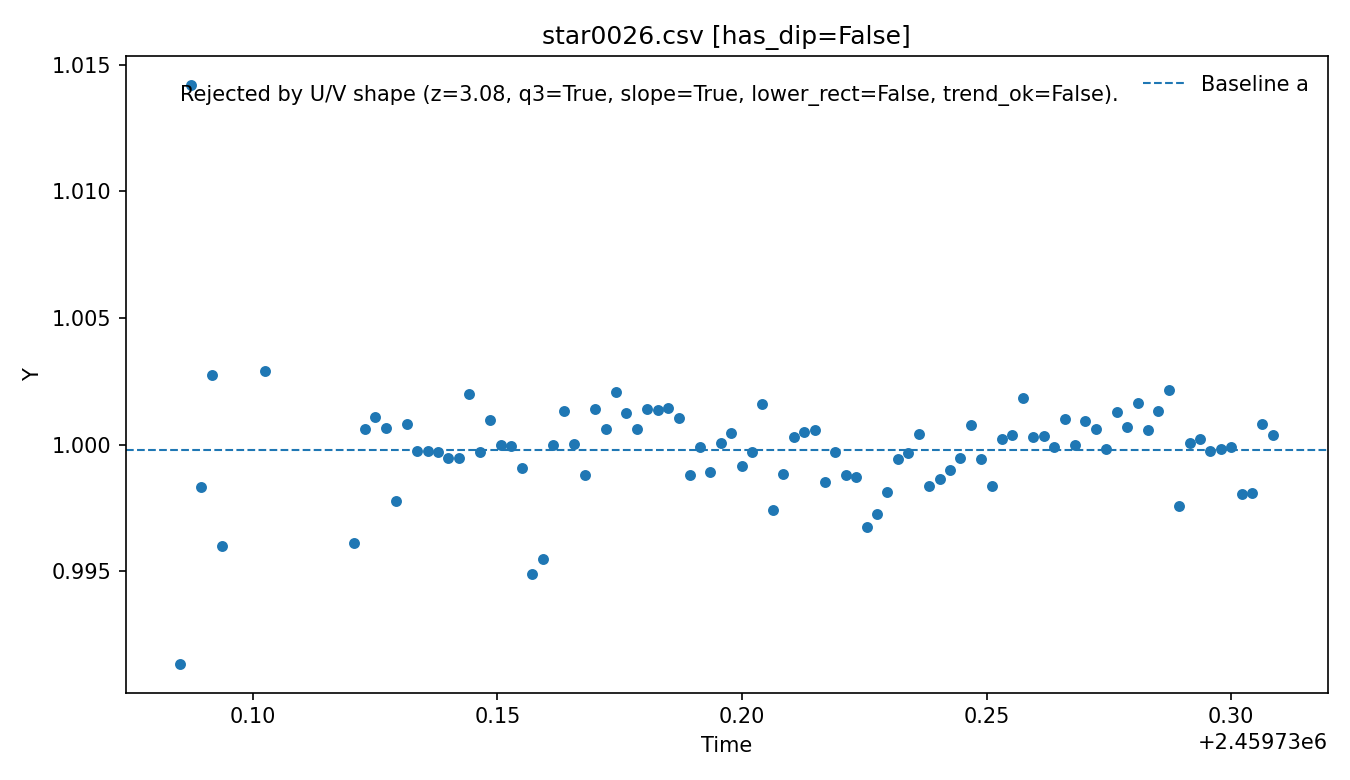 star0026.csv [has_dip=False]
1.015
Rejected by U/V shape (z=3.08, q3=True, slope=True, lower_rect=False, trend_ok=False).
Baseline a
1.010
1.005
1.000
0.995
Y
0.10 0.15 0.20 0.25 0.30
Time
+2.45973e6